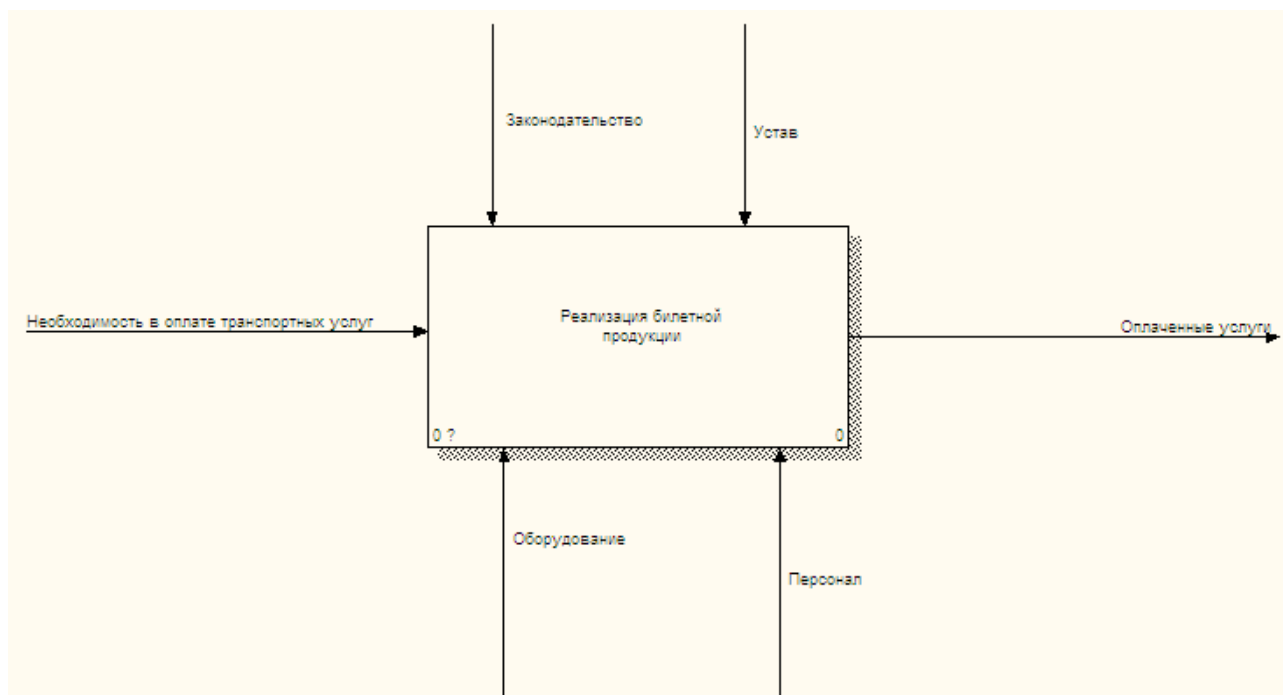 Законодательство
Устав
Необходимость в оплате транспортных услуг
Реализация билетной
продукции
Оплаченные услуги
0 ?
0
Оборудование
Персонал